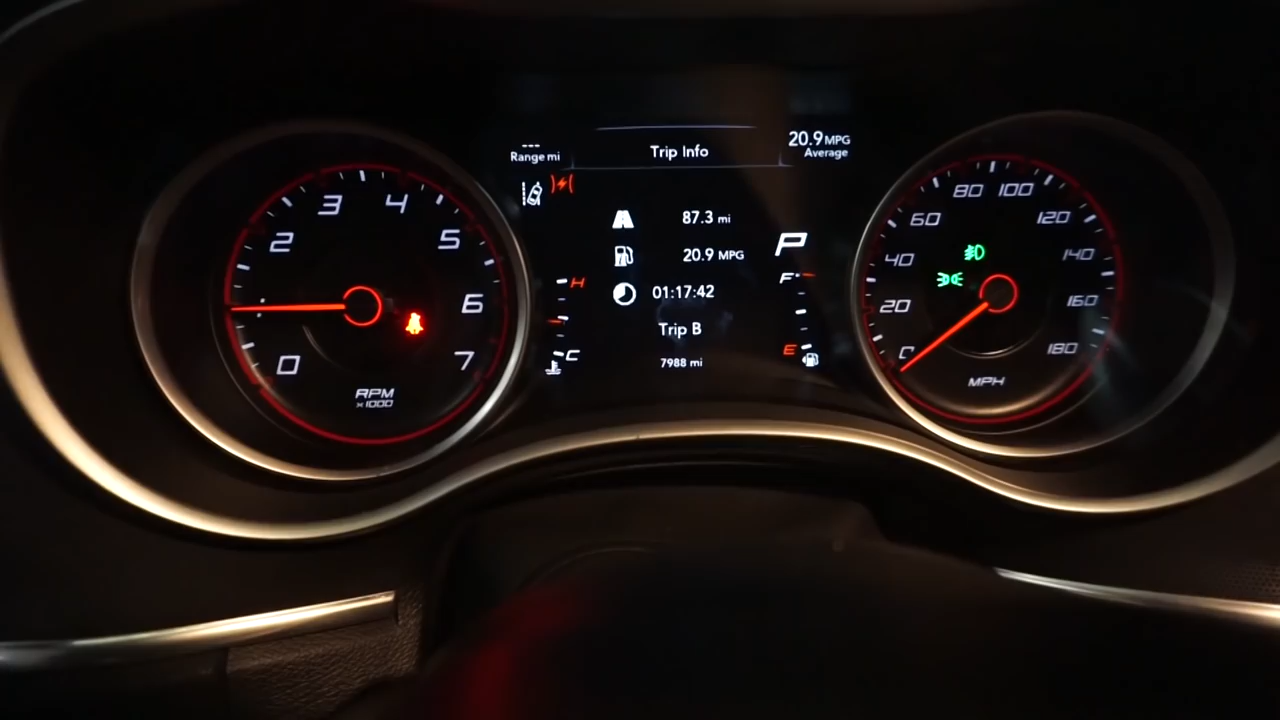 3 4
2 5
6
0 7
RPM
x1000
---
Range mi
Trip Info
20.9 MPG
Average
87.3 mi
20.9 MPG
01:17:42
Trip B
7988 mi
P
H
C
F
E
80 100
60 120
40 140
20 160
0 180
MPH